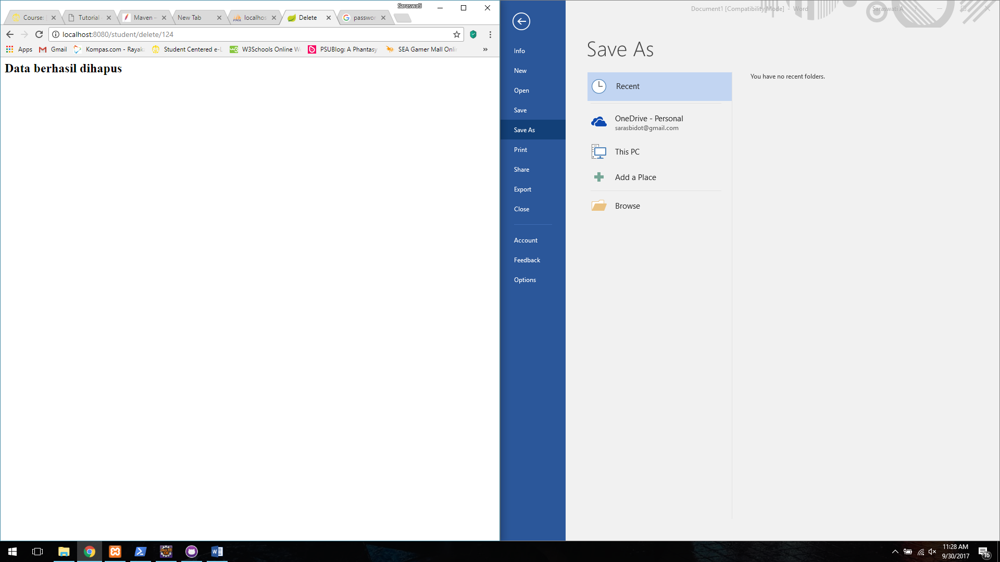 Saraswati
Course:
Tutorial
Maven -
New Tab
localhos
Delete
passwor
localhost:8080/student/delete/124
Apps
Gmail
Kompas.com - Rayak
Student Centered e-L
W3Schools Online W
PSUBlog: A Phantasy
SEA Gamer Mall Onli
»
Data berhasil dihapus
Document1 [Compatibility Mode] - Word
Saraswati A
Info
New
Open
Save
Save As
Print
Share
Export
Close
Account
Feedback
Options
Save As
Recent
OneDrive - Personal
sarasbidot@gmail.com
This PC
Add a Place
Browse
You have no recent folders.
11:28 AM
9/30/2017
16